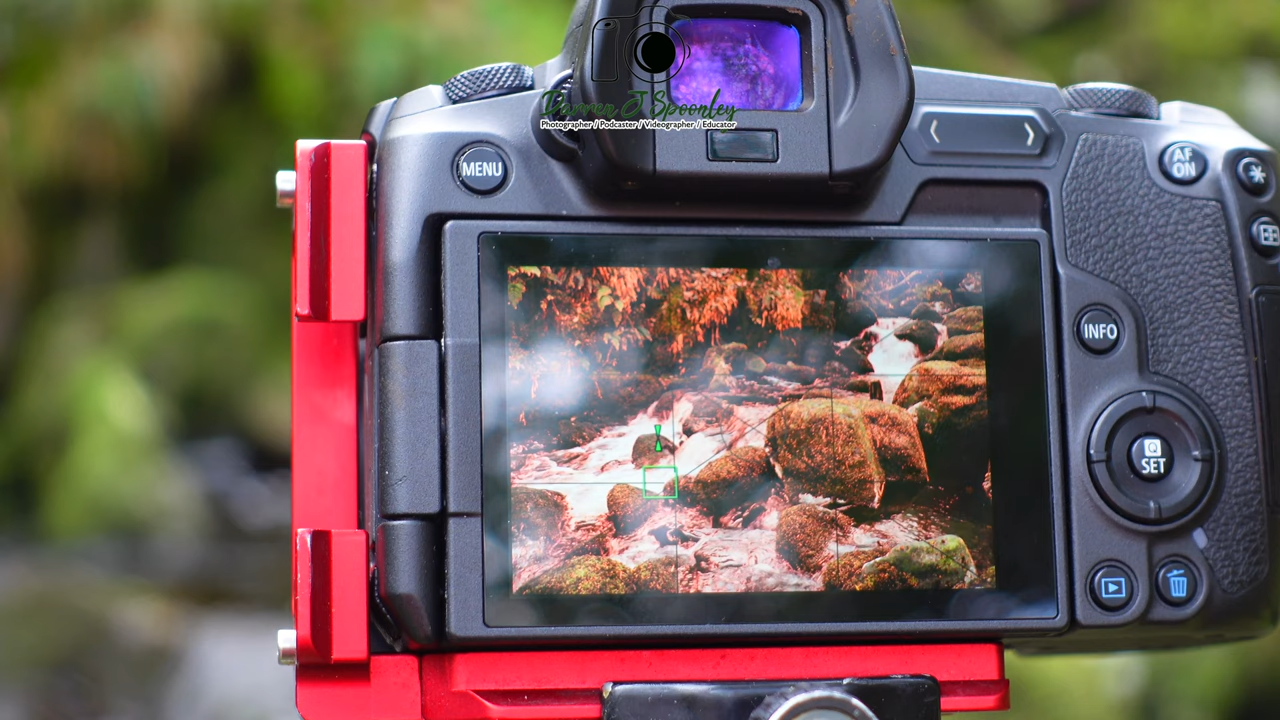 Darren J Spoonley
Photographer / Podcaster / Videographer / Educator
MENU
AF
ON
INFO
Q
SET